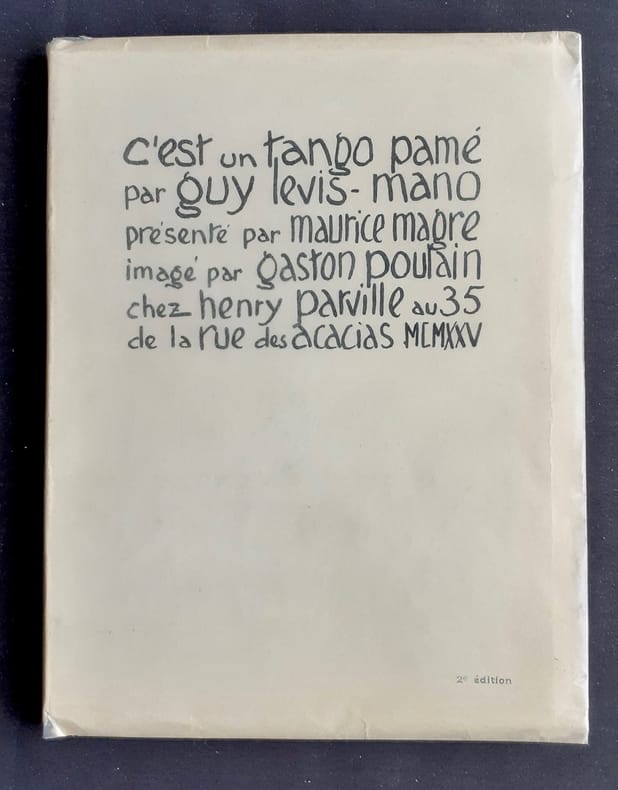 c'est un tango pamé
par guy levis-mano
présenté par maurice magre
imagé par gaston poulain
chez henry parville au 35
de la rue des acacias MCMXXV
2e édition